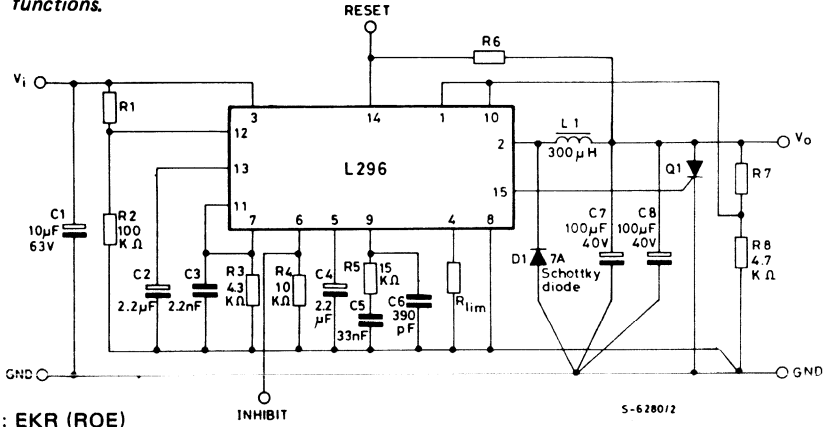 functions.
RESET
R6
Vi
R1
3
14
1
10
12
2
L1
300μH
Vo
13
L296
15
Q1
R7
11
7
6
5
9
4
8
C1
10μF
63V
R2
100
KΩ
C2
2.2μF
C3
2.2nF
R3
4.3
KΩ
R4
10
KΩ
C4
2.2
μF
R5
15
KΩ
C5
33nF
C6
390
pF
Rlim
D1
7A
Schottky
diode
C7
100μF
40V
C8
100μF
40V
R8
4.7
KΩ
GND
GND
INHIBIT
S-6280/2
: EKR (ROE)